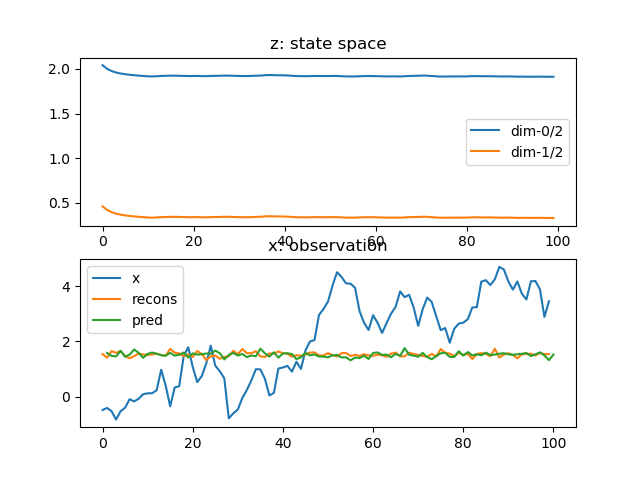 z: state space
2.0
1.5
1.0
0.5
dim-0/2
dim-1/2
0 20 40 60 80 100
x: observation
4
2
0
x
recons
pred
0 20 40 60 80 100